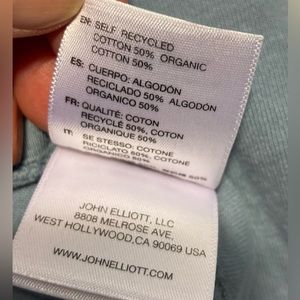 EN: SELF RECYCLED
COTTON 50% ORGANIC
COTTON 50%
ES: CUERPO: ALGODÓN
RECICLADO 50% ALGODÓN
ORGANICO 50%
FR: QUALITÉ: COTON
RECYCLÉ 50%, COTON
ORGANIQUE 50%
IT: SE STESSO: COTONE
RICICLATO 50%, COTONE
50%
JOHN ELLIOTT, LLC
8808 MELROSE AVE,
WEST HOLLYWOOD,CA 90069 USA
WWW.JOHNELLIOTT.COM